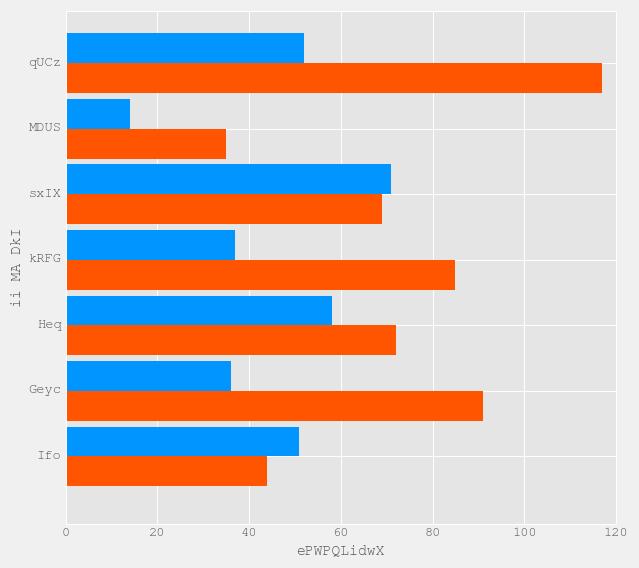 qUCz
MDUS
sxIX
kRFG
Heq
Geyc
Ifo
ii MA DkI
0 20 40 60 80 100 120
ePWPQLidwX